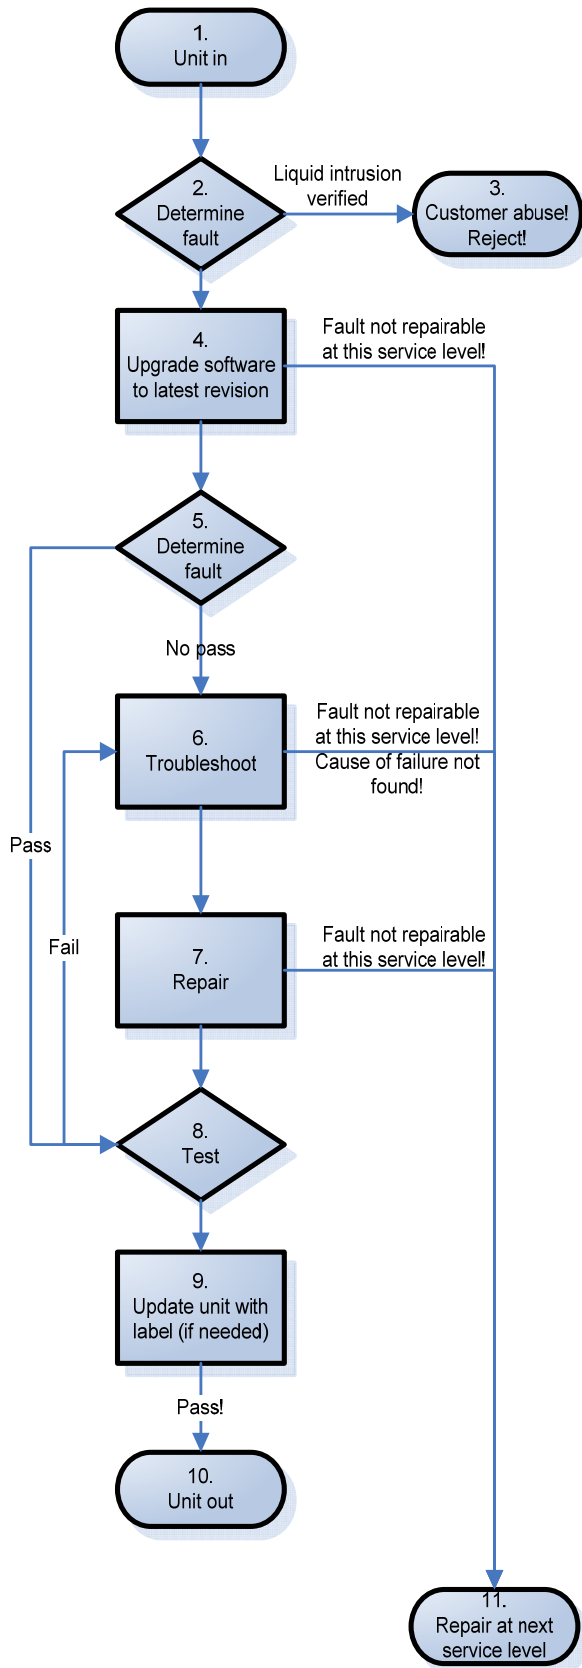 1.
Unit in
2.
Determine
fault
Liquid intrusion
verified
3.
Customer abuse!
Reject!
4.
Upgrade software
to latest revision
Fault not repairable
at this service level!
5.
Determine
fault
No pass
6.
Troubleshoot
Fault not repairable
at this service level!
Cause of failure not
found!
Pass
Fail
7.
Repair
Fault not repairable
at this service level!
8.
Test
9.
Update unit with
label (if needed)
Pass!
10.
Unit out
11.
Repair at next
service level